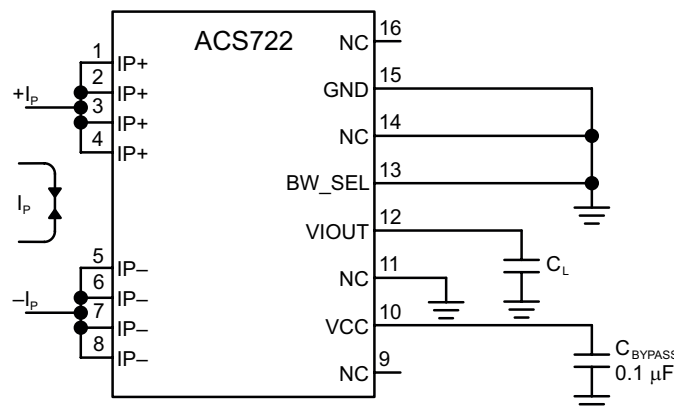 ACS722
1
IP+
2
IP+
3
IP+
4
IP+
+IP
IP
5
IP–
6
IP–
7
IP–
8
IP–
–IP
16
NC
15
GND
14
NC
13
BW_SEL
12
VIOUT
CL
11
NC
10
VCC
CBYPASS
0.1 μF
9
NC